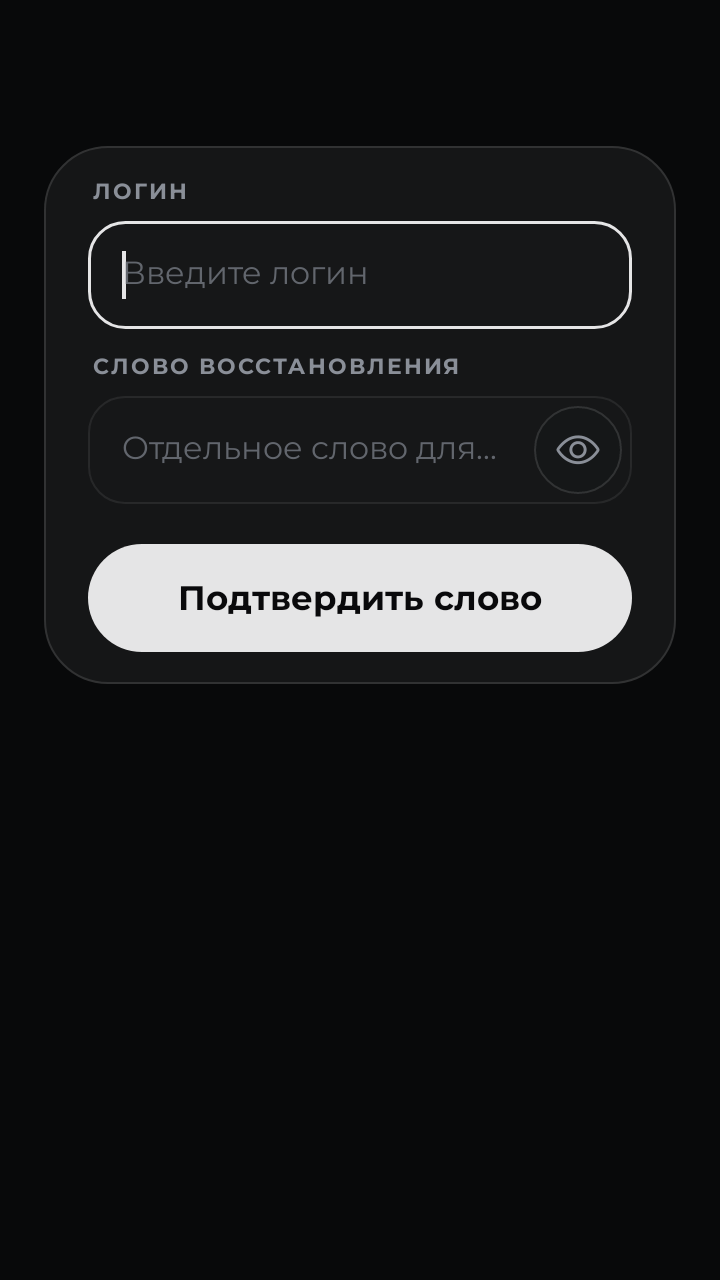 ЛОГИН
Введите логин
СЛОВО ВОССТАНОВЛЕНИЯ
Отдельное слово для...
Подтвердить слово